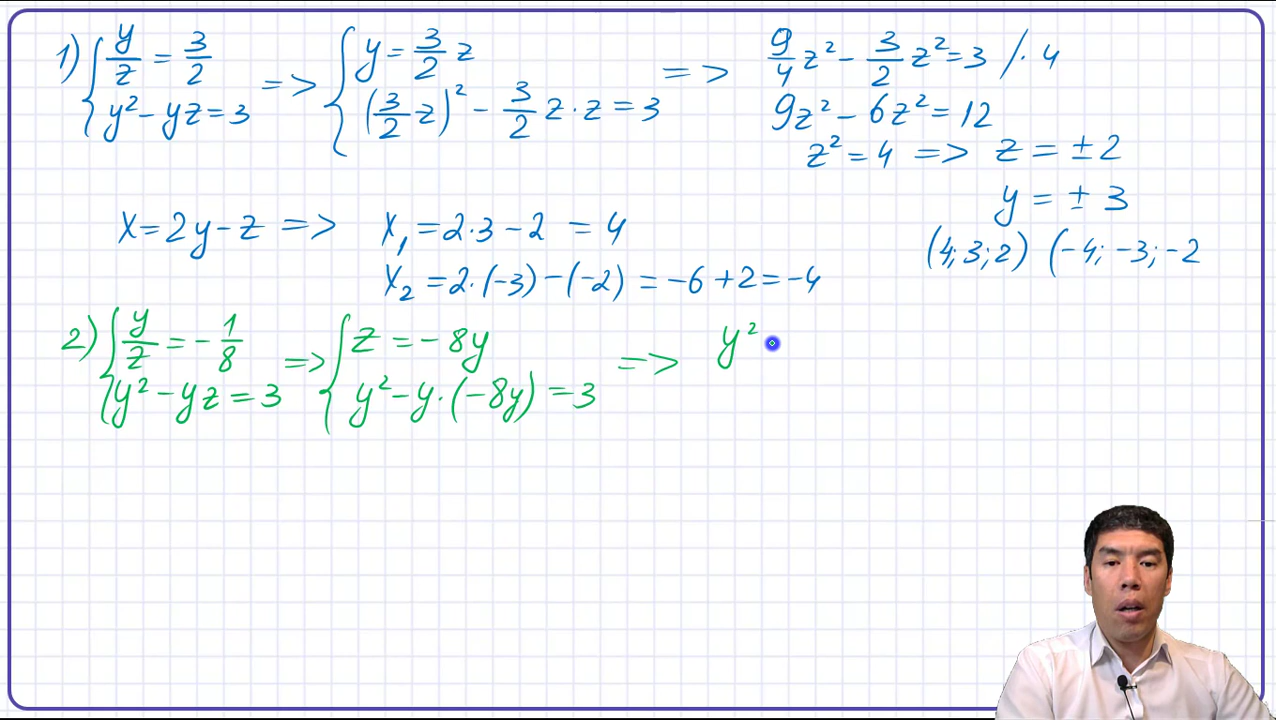 1) { y/z = 3/2 => { y = 3/2 z => 9/4 z² - 3/2 z² = 3 /· 4
y² - yz = 3 (3/2 z)² - 3/2 z · z = 3 9z² - 6z² = 12
z² = 4 => z = ±2
y = ± 3
x = 2y - z => x₁ = 2·3 - 2 = 4 (4; 3; 2) (-4; -3; -2
x₂ = 2·(-3) - (-2) = -6 + 2 = -4
2) { y/z = - 1/8 => { z = - 8y => y²
y² - yz = 3 y² - y·(-8y) = 3